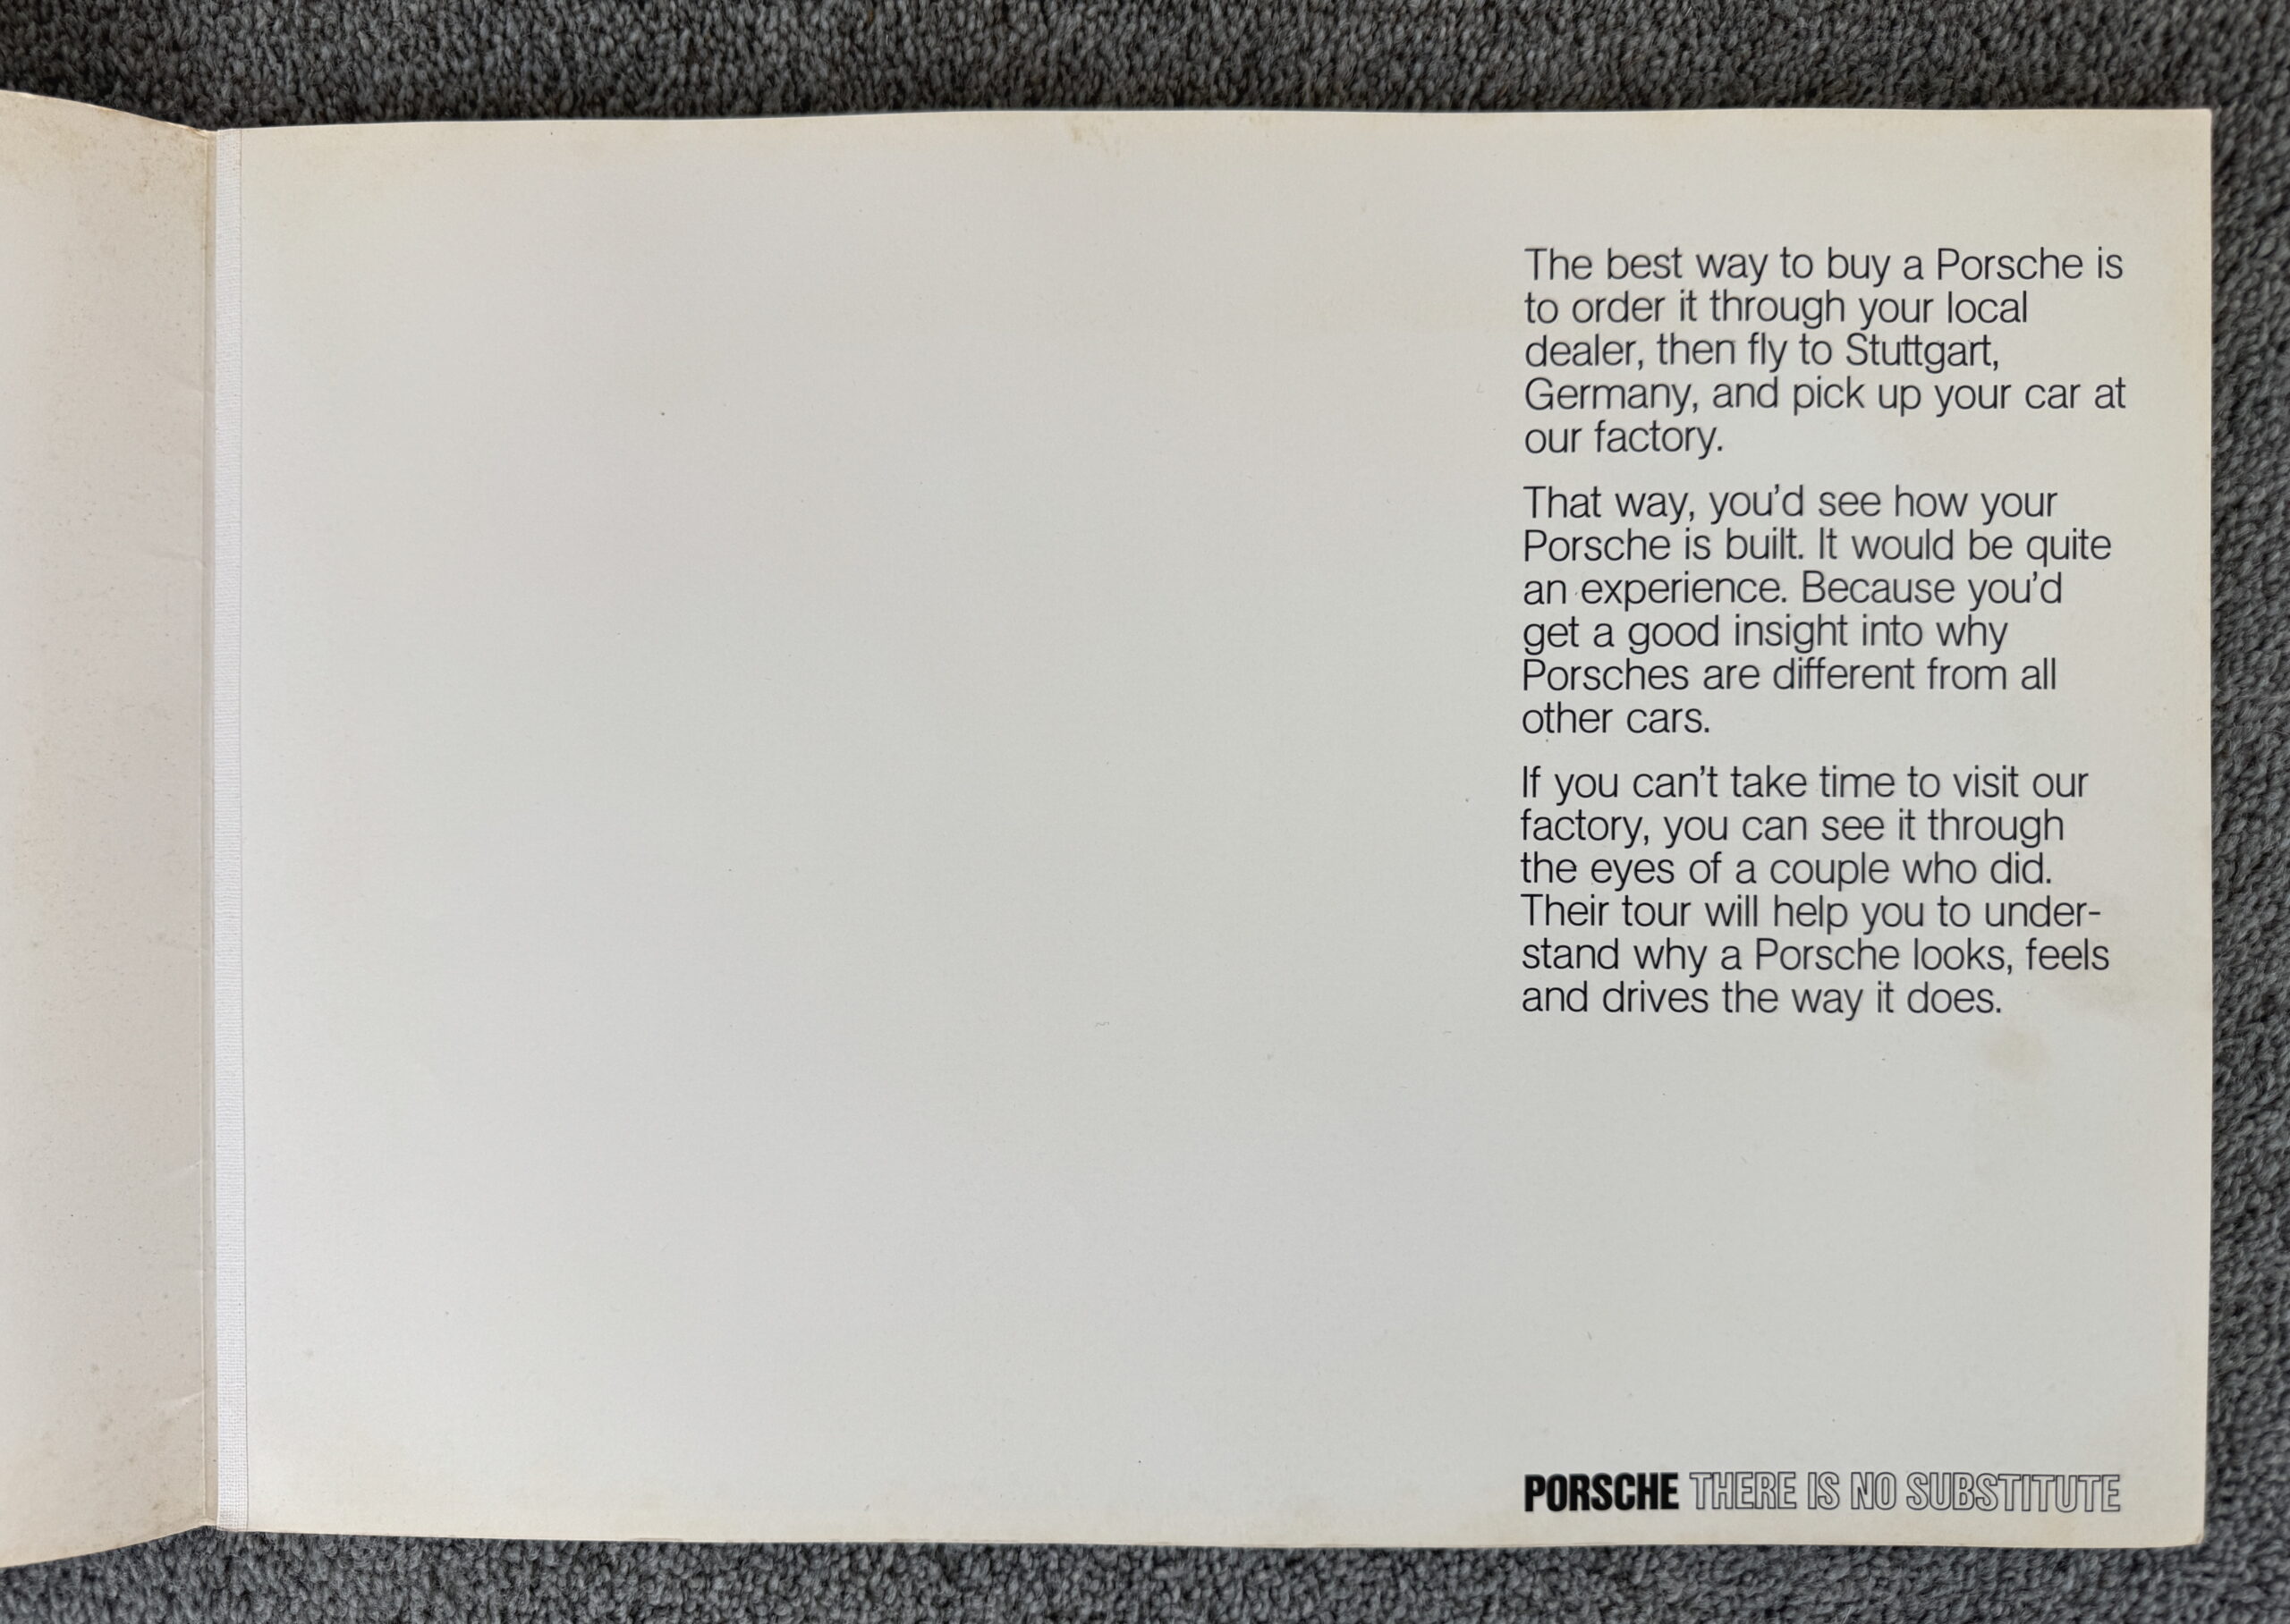 The best way to buy a Porsche is
to order it through your local
dealer, then fly to Stuttgart,
Germany, and pick up your car at
our factory.
That way, you'd see how your
Porsche is built. It would be quite
an experience. Because you'd
get a good insight into why
Porsches are different from all
other cars.
If you can't take time to visit our
factory, you can see it through
the eyes of a couple who did.
Their tour will help you to under-
stand why a Porsche looks, feels
and drives the way it does.
PORSCHE THERE IS NO SUBSTITUTE